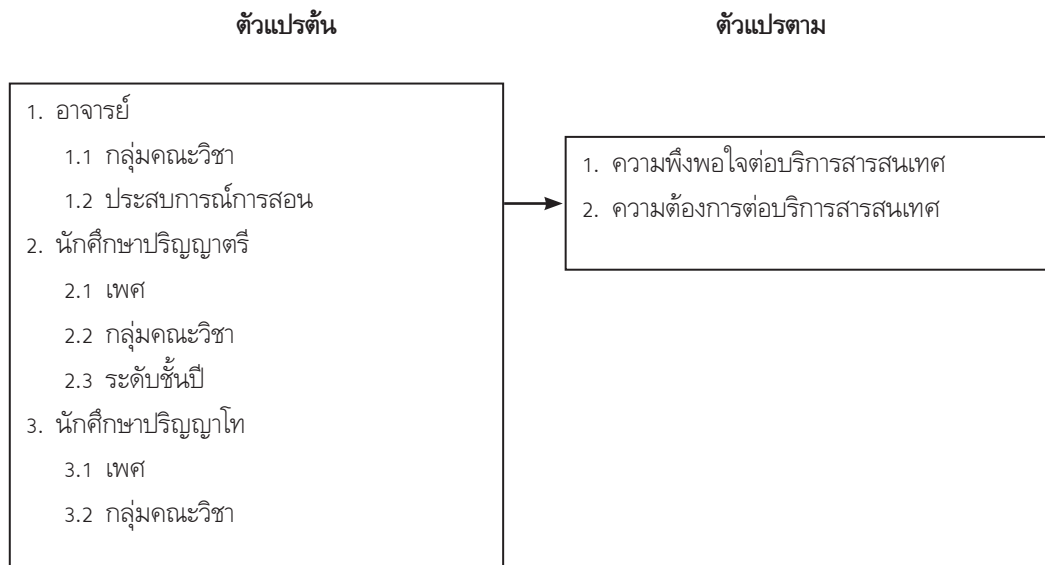 ตัวแปรต้น
ตัวแปรตาม
1. อาจารย์
1.1 กลุ่มคณะวิชา
1.2 ประสบการณ์การสอน
2. นักศึกษาปริญญาตรี
2.1 เพศ
2.2 กลุ่มคณะวิชา
2.3 ระดับชั้นปี
3. นักศึกษาปริญญาโท
3.1 เพศ
3.2 กลุ่มคณะวิชา
1. ความพึงพอใจต่อบริการสารสนเทศ
2. ความต้องการต่อบริการสารสนเทศ